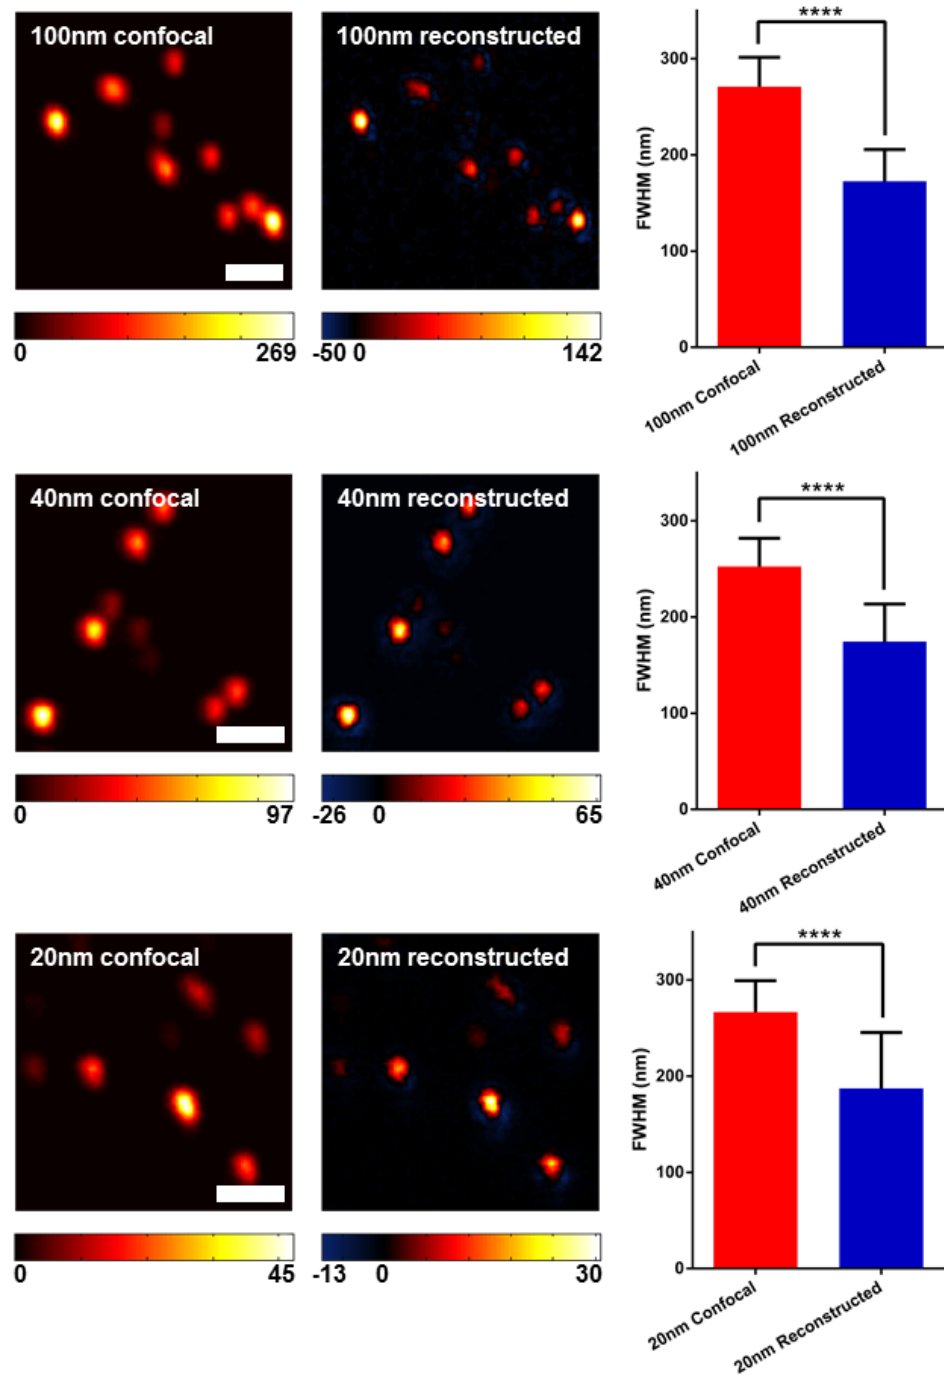 100nm confocal
100nm reconstructed
0
269
-50 0
142
****
FWHM (nm)
300
200
100
0
100nm Confocal
100nm Reconstructed
40nm confocal
40nm reconstructed
0
97
-26
0
65
****
FWHM (nm)
300
200
100
0
40nm Confocal
40nm Reconstructed
20nm confocal
20nm reconstructed
0
45
-13
0
30
****
FWHM (nm)
300
200
100
0
20nm Confocal
20nm Reconstructed